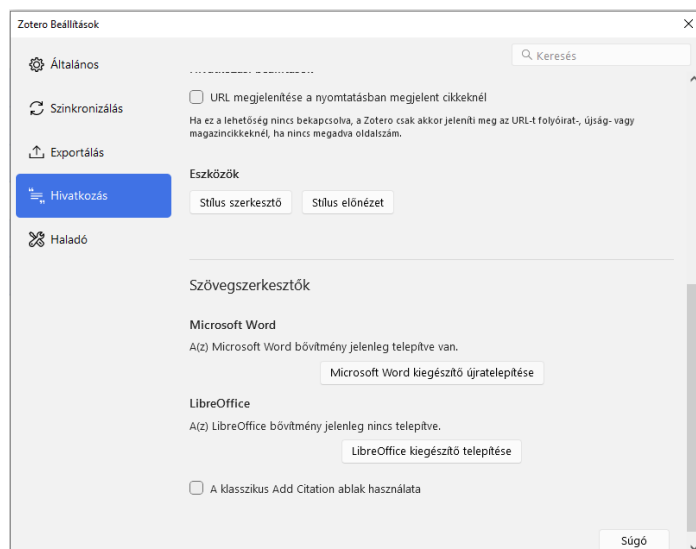 Zotero Beállítások
Keresés
Általános
Szinkronizálás
Exportálás
Hivatkozás
Haladó
URL megjelenítése a nyomtatásban megjelent cikkeknél
Ha ez a lehetőség nincs bekapcsolva, a Zotero csak akkor jeleníti meg az URL-t folyóirat-, újság- vagy
magazincikkeknél, ha nincs megadva oldalszám.
Eszközök
Stílus szerkesztő Stílus előnézet
Szövegszerkesztők
Microsoft Word
A(z) Microsoft Word bővítmény jelenleg telepítve van.
Microsoft Word kiegészítő újratelepítése
LibreOffice
A(z) LibreOffice bővítmény jelenleg nincs telepítve.
LibreOffice kiegészítő telepítése
A klasszikus Add Citation ablak használata
Súgó